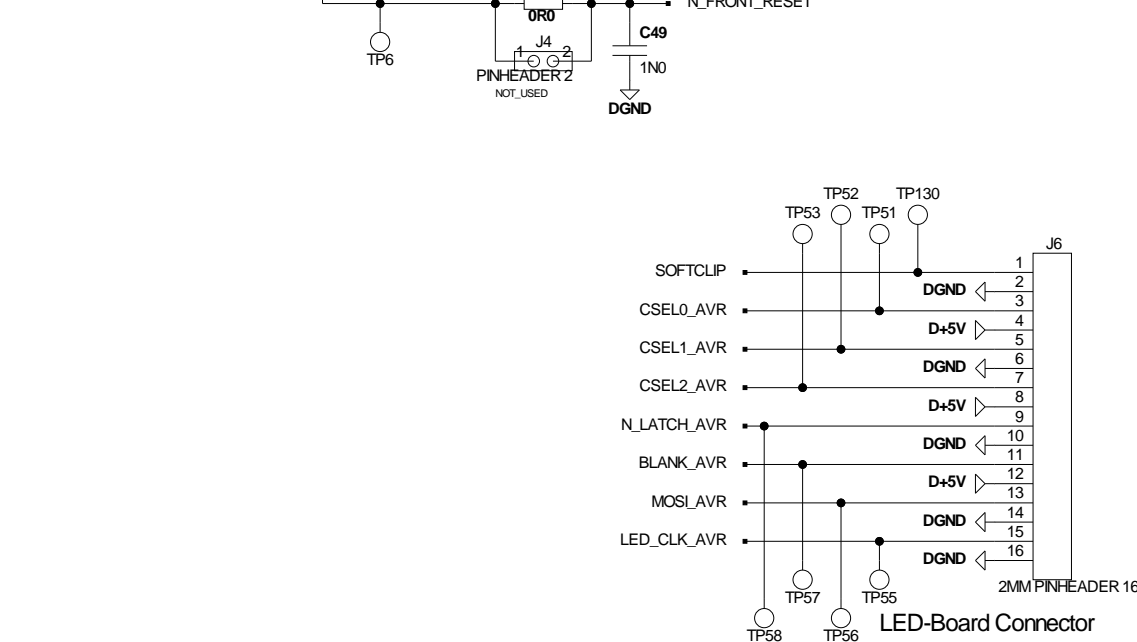 N_FRONT_RESET
0R0
C49
J4
1 2
TP6
1N0
PINHEADER 2
NOT_USED
DGND
TP52 TP130
TP53 TP51
J6
SOFTCLIP 1
DGND 2
CSEL0_AVR 3
D+5V 4
CSEL1_AVR 5
DGND 6
CSEL2_AVR 7
D+5V 8
N_LATCH_AVR 9
DGND 10
BLANK_AVR 11
D+5V 12
MOSI_AVR 13
DGND 14
LED_CLK_AVR 15
DGND 16
2MM PINHEADER 16
TP57 TP55
LED-Board Connector
TP58 TP56